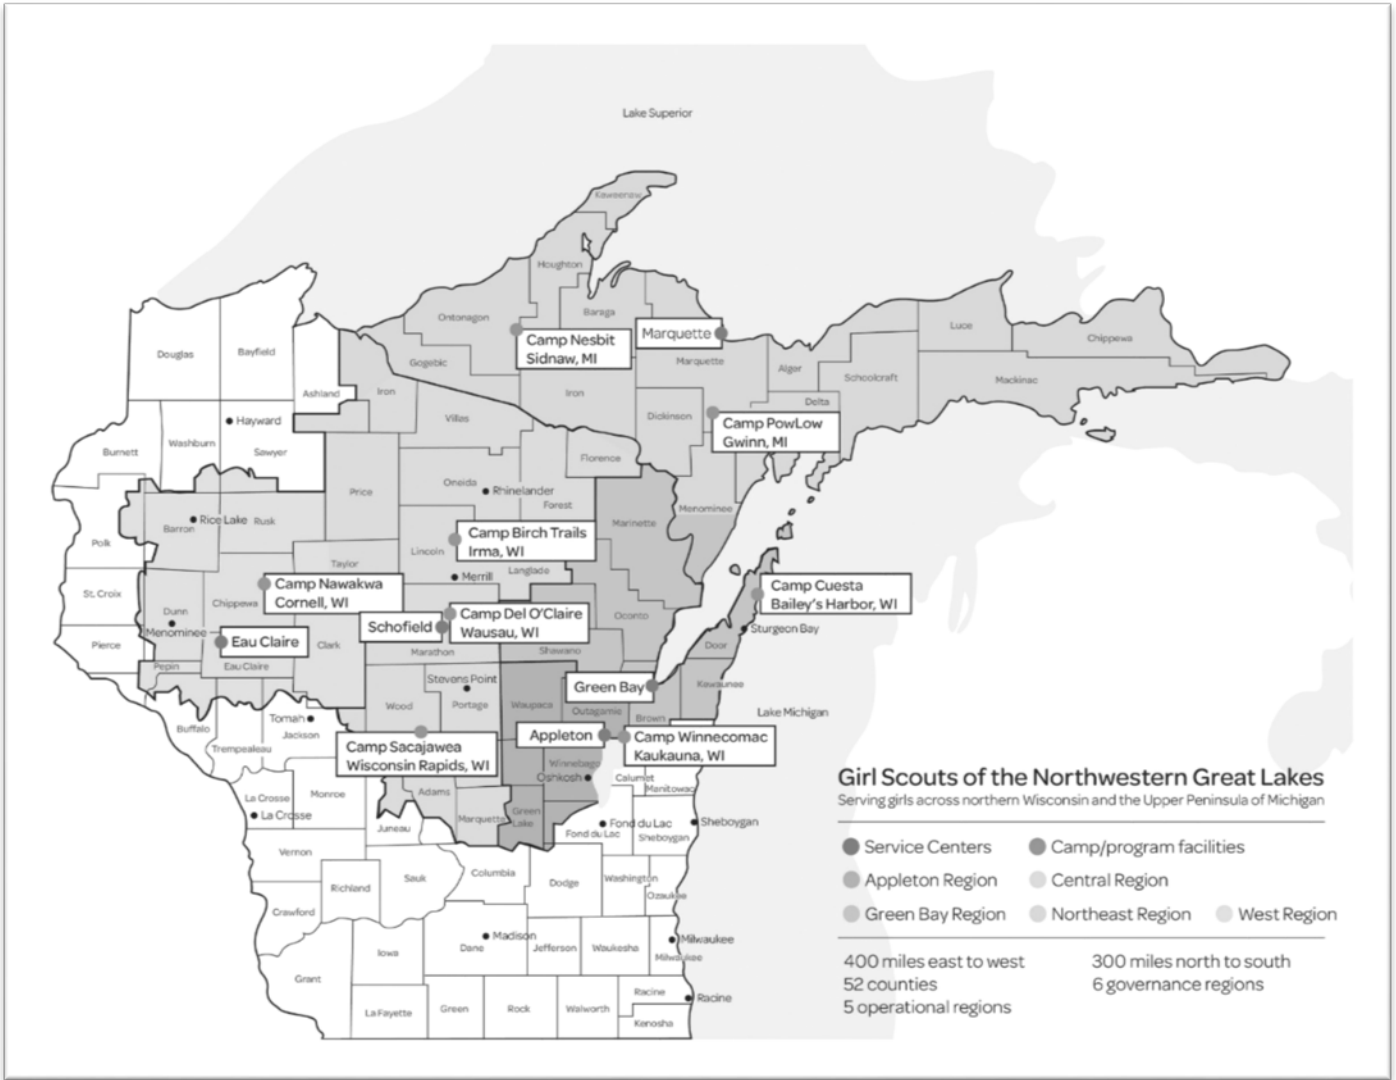 Lake Superior
Keweenaw
Houghton
Ontonagon
Baraga
Marquette
Camp Nesbit
Sidnaw, MI
Luce
Chippewa
Douglas
Bayfield
Gogebic
Marquette
Alger
Schoolcraft
Mackinac
Ashland
Iron
Iron
Delta
Villas
Dickinson
Camp PowLow
Gwinn, MI
Hayward
Washburn
Burnett
Sawyer
Florence
Price
Oneida
Rhinelander
Forest
Menominee
Marinette
Rice Lake
Rusk
Barron
Polk
Camp Birch Trails
Irma, WI
Lincoln
Taylor
Langlade
Merrill
Camp Nawakwa
Cornell, WI
Camp Cuesta
Bailey's Harbor, WI
St. Croix
Dunn
Chippewa
Camp Del O'Claire
Wausau, WI
Schofield
Oconto
Sturgeon Bay
Menominee
Eau Claire
Pierce
Clark
Door
Marathon
Shawano
Pepin
Eau Claire
Stevens Point
Green Bay
Kewaunee
Wood
Portage
Waupaca
Outagamie
Brown
Lake Michigan
Tomah
Buffalo
Jackson
Trempealeau
Appleton
Camp Winnecomac
Kaukauna, WI
Camp Sacajawea
Wisconsin Rapids, WI
Winnebago
Oshkosh
Calumet
Manitowoc
Girl Scouts of the Northwestern Great Lakes
Serving girls across northern Wisconsin and the Upper Peninsula of Michigan
La Crosse
Monroe
Adams
La Crosse
Marquette
Green
Lake
Juneau
Fond du Lac
Fond du Lac
Sheboygan
Sheboygan
Service Centers
Camp/program facilities
Appleton Region
Central Region
Green Bay Region
Northeast Region
West Region
Vernon
Richland
Sauk
Columbia
Dodge
Washington
Ozaukee
Crawford
Madison
Dane
Jefferson
Waukesha
Milwaukee
Milwaukee
Iowa
Grant
400 miles east to west
52 counties
5 operational regions
300 miles north to south
6 governance regions
La Fayette
Green
Rock
Walworth
Racine
Racine
Kenosha